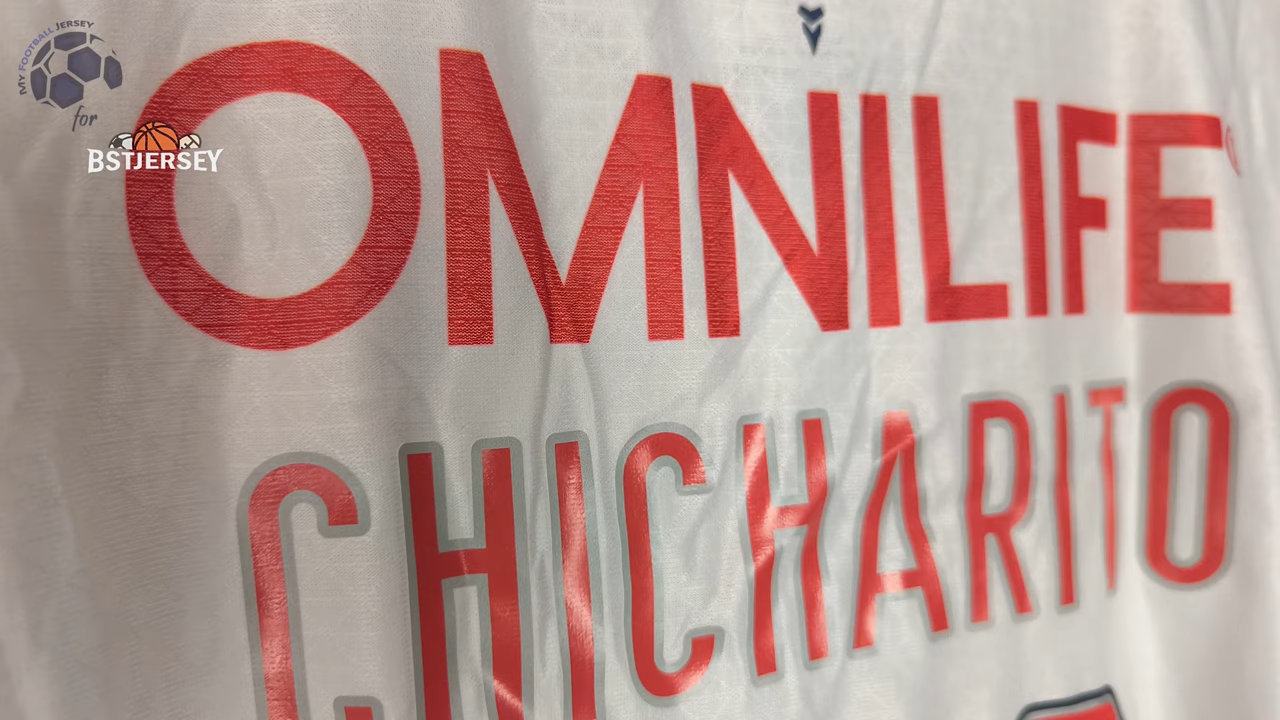 MY FOOTBALL JERSEY
for
BSTJERSEY
OMNILIFE
CHICHARITO